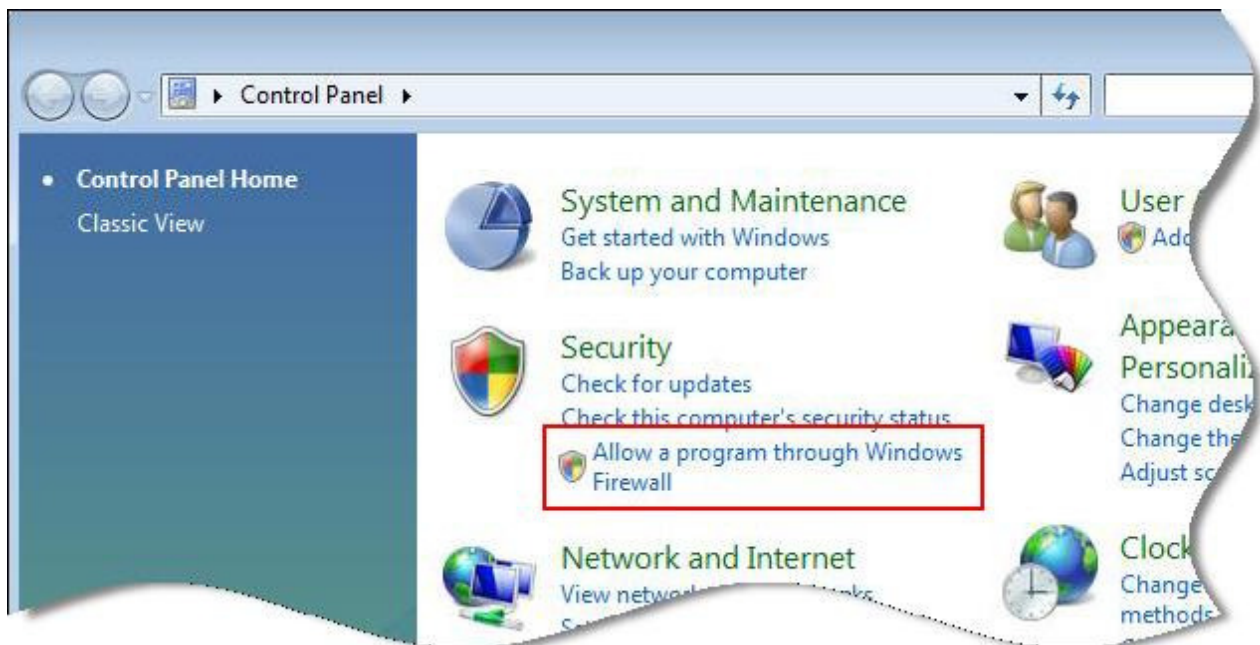 Control Panel
Control Panel Home
Classic View
System and Maintenance
Get started with Windows
Back up your computer
Security
Check for updates
Check this computer's security status
Allow a program through Windows
Firewall
Network and Internet
View
User
Appeara
Personali
Change desk
Change the
Adjust
Clock
Change
methods